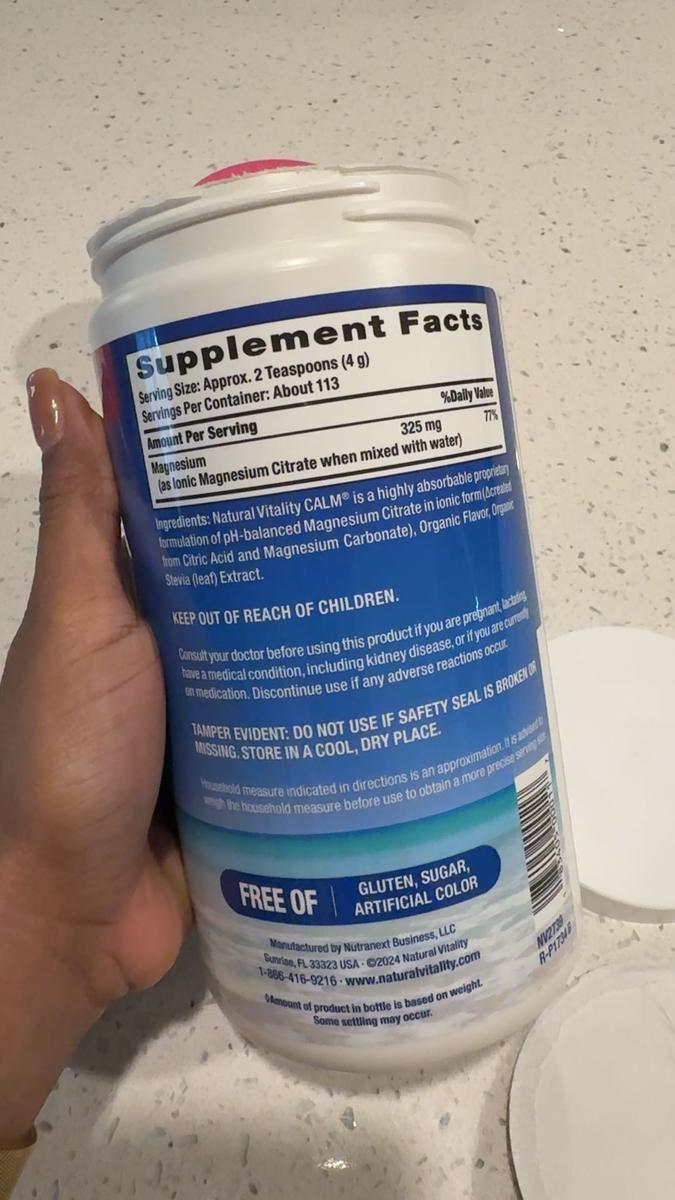 Supplement Facts
Serving Size: Approx. 2 Teaspoons (4 g)
Servings Per Container: About 113
%Daily Value
Amount Per Serving
Magnesium 325 mg 77%
(as Ionic Magnesium Citrate when mixed with water)
Ingredients: Natural Vitality CALM® is a highly absorbable proprietary
formulation of pH-balanced Magnesium Citrate in ionic form (Δcreated
from Citric Acid and Magnesium Carbonate), Organic Flavor, Organic
Stevia (leaf) Extract.
KEEP OUT OF REACH OF CHILDREN.
Consult your doctor before using this product if you are pregnant, lactating,
have a medical condition, including kidney disease, or if you are currently
on medication. Discontinue use if any adverse reactions occur.
TAMPER EVIDENT: DO NOT USE IF SAFETY SEAL IS BROKEN OR
MISSING. STORE IN A COOL, DRY PLACE.
Household measure indicated in directions is an approximation. It is advised to
weigh the household measure before use to obtain a more precise serving size.
FREE OF
GLUTEN, SUGAR,
ARTIFICIAL COLOR
Manufactured by Nutranext Business, LLC
Sunrise, FL 33323 USA · ©2024 Natural Vitality
1-866-416-9216 · www.naturalvitality.com
◊Amount of product in bottle is based on weight.
Some settling may occur.
NV2739
R-P1734B